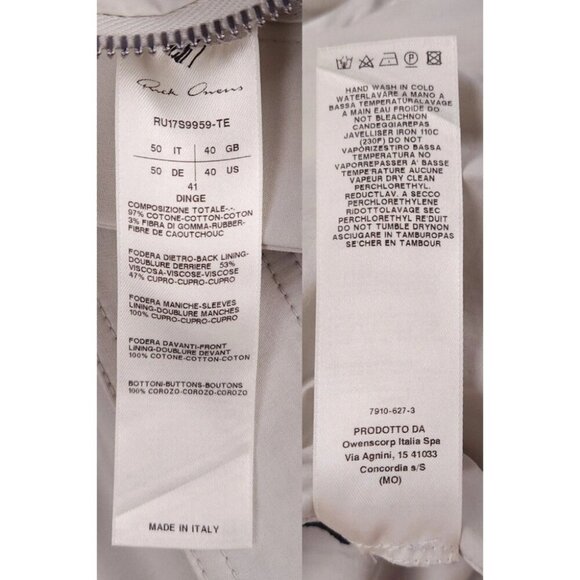 Rick Owens
RU17S9959-TE
50 IT 40 GB
50 DE 40 US
41
DINGE
COMPOSIZIONE TOTALE-.-
97% COTONE-COTTON-COTON
3% FIBRA DI GOMMA-RUBBER-
FIBRE DE CAOUTCHOUC
FODERA DIETRO-BACK LINING-
DOUBLURE DERRIERE 53%
VISCOSA-VISCOSE-VISCOSE
47% CUPRO-CUPRO-CUPRO
FODERA MANICHE-SLEEVES
LINING-DOUBLURE MANCHES
100% CUPRO-CUPRO-CUPRO
FODERA DAVANTI-FRONT
LINING-DOUBLURE DEVANT
100% COTONE-COTTON-COTON
BOTTONI-BUTTONS-BOUTONS
100% COROZO-COROZO-COROZO
MADE IN ITALY
HAND WASH IN COLD
WATERLAVARE A MANO A
BASSA TEMPERATURALAVAGE
A MAIN EAU FROIDE DO
NOT BLEACHNON
CANDEGGIAREPAS
JAVELLISER IRON 110C
(230F) DO NOT
VAPORIZESTIRO BASSA
TEMPERATURA NO
VAPORREPASSER A' BASSE
TEMPERATURE AUCUNE
VAPEUR DRY CLEAN
PERCHLORETHYL.
REDUCTLAV. A SECCO
PERCHLORETHYLENE
RIDOTTOLAVAGE SEC
PERCHLORETHYL RE'DUIT
DO NOT TUMBLE DRYNON
ASCIUGARE IN TAMBURO
SE'CHER EN TAMBOUR
7910-627-3
PRODOTTO DA
Owenscorp Italia Spa
Via Agnini, 15 41033
Concordia s/S
(MO)